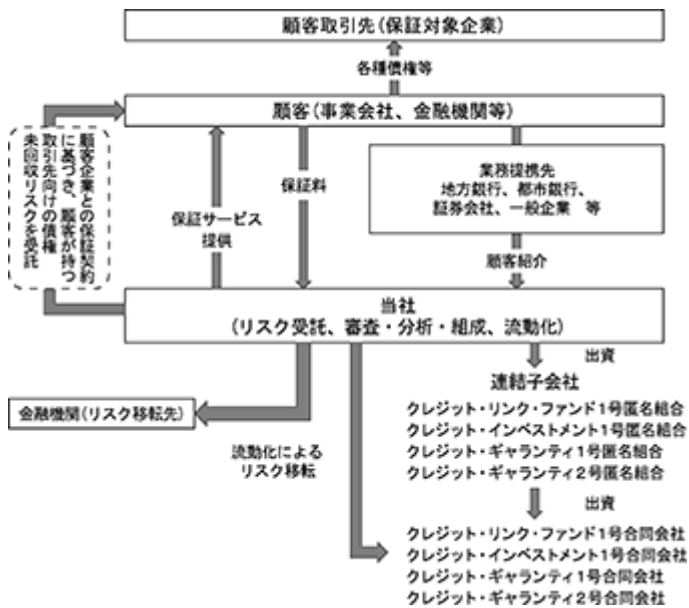 顧客取引先(保証対象企業)
各種債権等
顧客(事業会社、金融機関等)
顧客企業との保証契約
に基づき、顧客が持つ
取引先向けの債権
未回収リスクを受託
保証サービス
提供
保証料
業務提携先
地方銀行、都市銀行、
証券会社、一般企業 等
顧客紹介
当社
(リスク受託、審査・分析・組成、流動化)
出資
連結子会社
金融機関(リスク移転先)
流動化による
リスク移転
クレジット・リンク・ファンド1号匿名組合
クレジット・インベストメント1号匿名組合
クレジット・ギャランティ1号匿名組合
クレジット・ギャランティ2号匿名組合
出資
クレジット・リンク・ファンド1号合同会社
クレジット・インベストメント1号合同会社
クレジット・ギャランティ1号合同会社
クレジット・ギャランティ2号合同会社